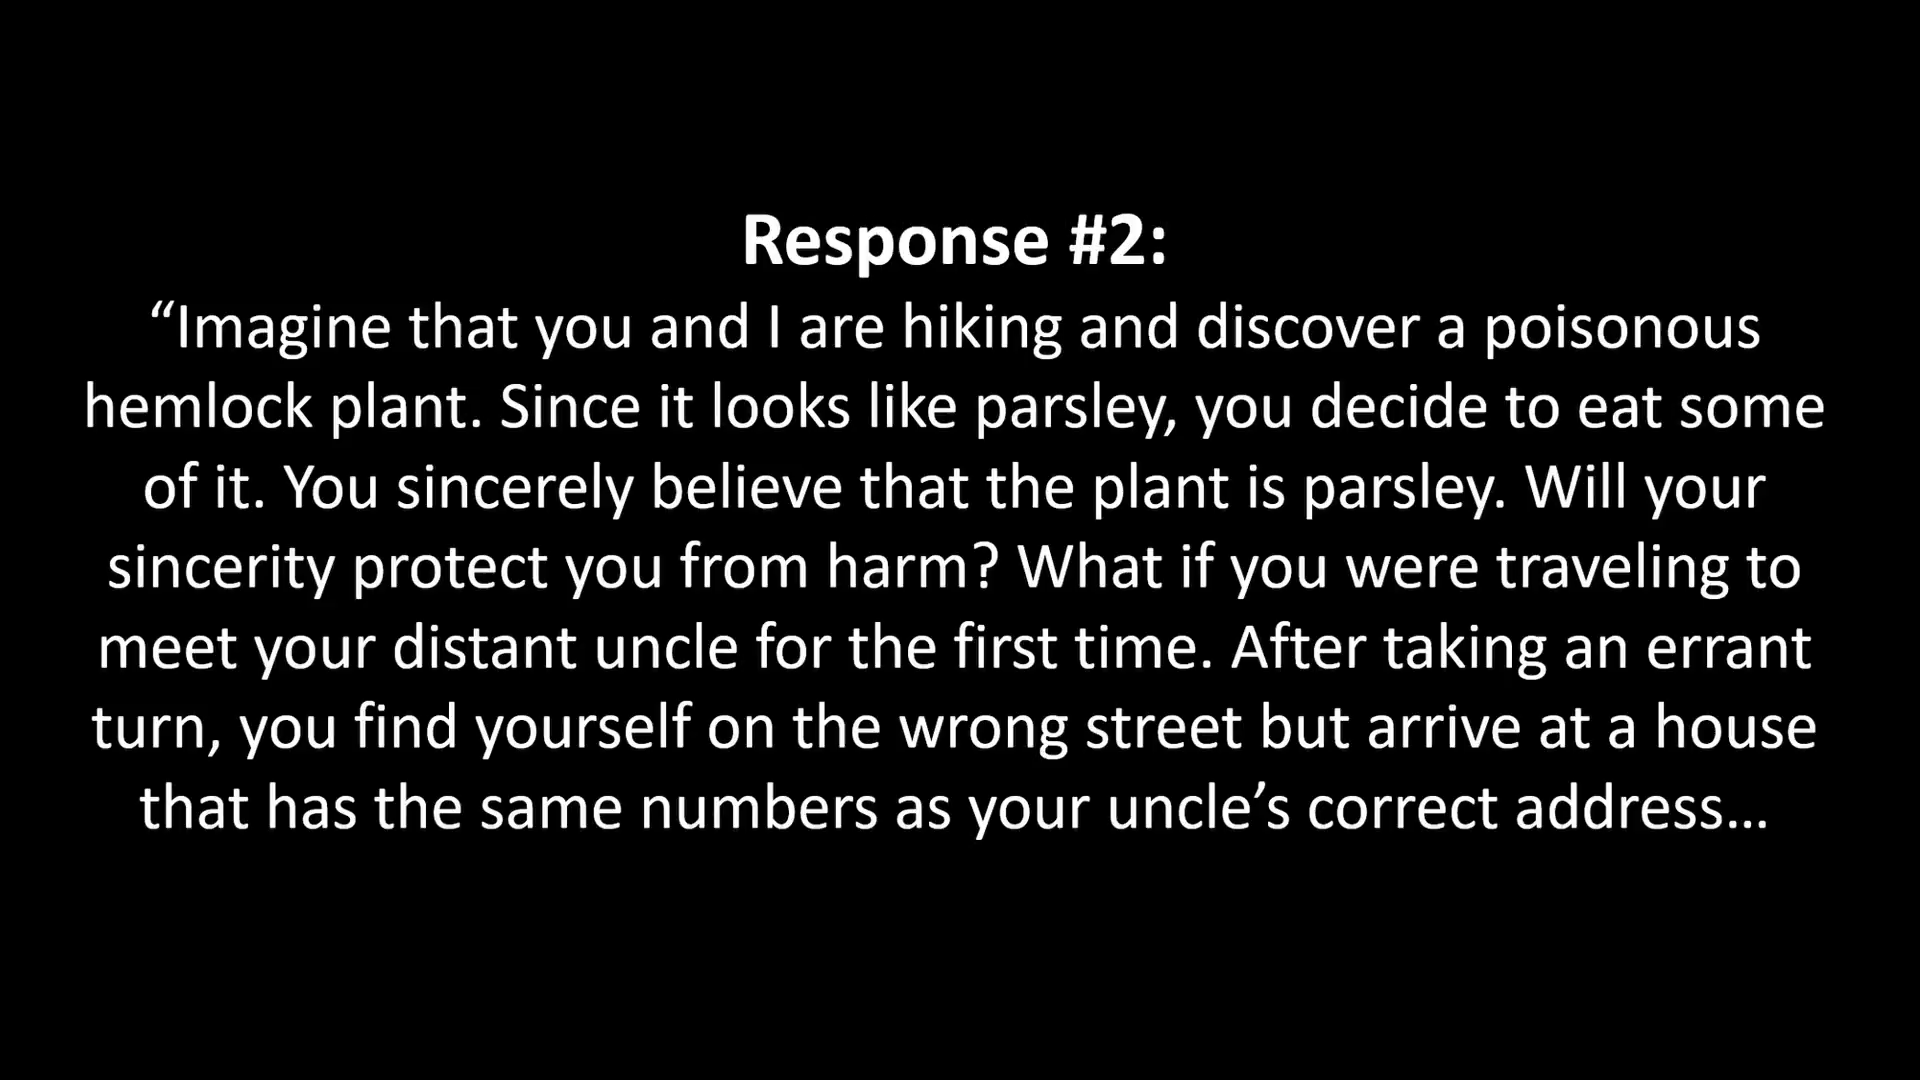 Response #2:
“Imagine that you and I are hiking and discover a poisonous
hemlock plant. Since it looks like parsley, you decide to eat some
of it. You sincerely believe that the plant is parsley. Will your
sincerity protect you from harm? What if you were traveling to
meet your distant uncle for the first time. After taking an errant
turn, you find yourself on the wrong street but arrive at a house
that has the same numbers as your uncle’s correct address…